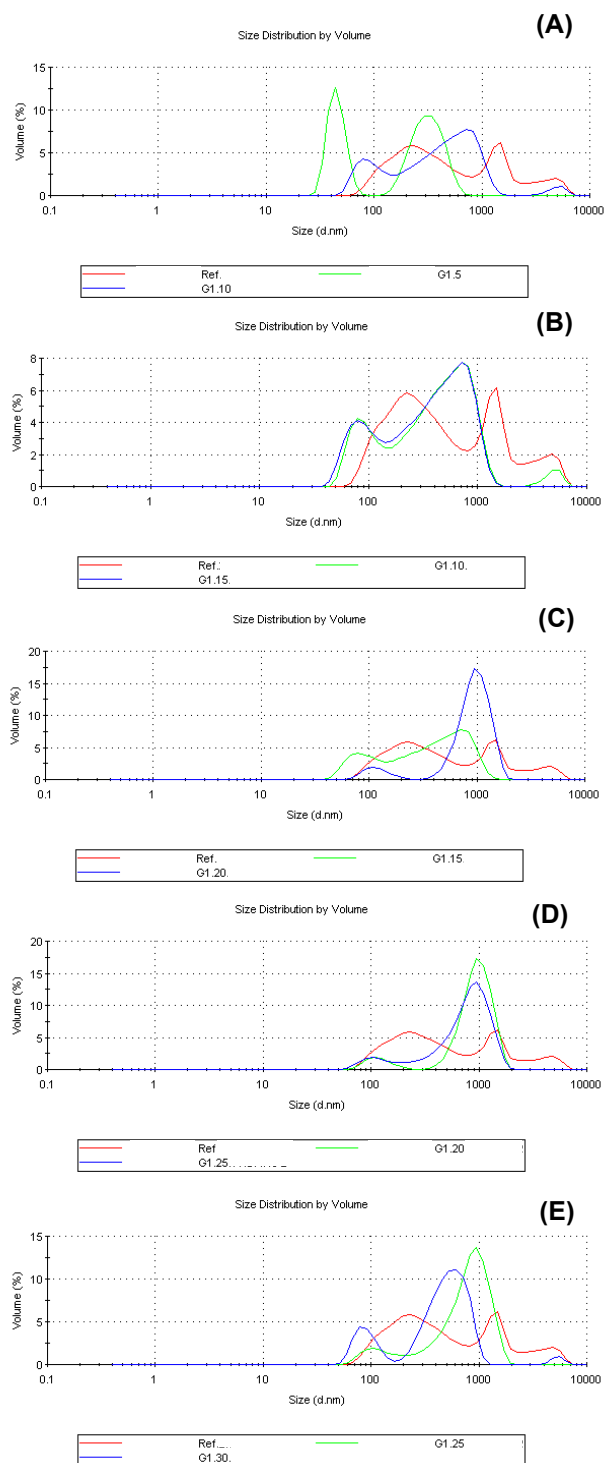 (A)
Size Distribution by Volume
Volume (%)
15
10
5
0
0.1 1 10 100 1000 10000
Size (d.nm)
Ref. G1.5
G1.10
(B)
Size Distribution by Volume
Volume (%)
8
6
4
2
0
0.1 1 10 100 1000 10000
Size (d.nm)
Ref.: G1.10.
G1.15.
(C)
Size Distribution by Volume
Volume (%)
20
15
10
5
0
0.1 1 10 100 1000 10000
Size (d.nm)
Ref. G1.15
G1.20.
(D)
Size Distribution by Volume
Volume (%)
20
15
10
5
0
0.1 1 10 100 1000 10000
Size (d.nm)
Ref G1.20
G1.25
(E)
Size Distribution by Volume
Volume (%)
15
10
5
0
0.1 1 10 100 1000 10000
Size (d.nm)
Ref. G1.25
G1.30.